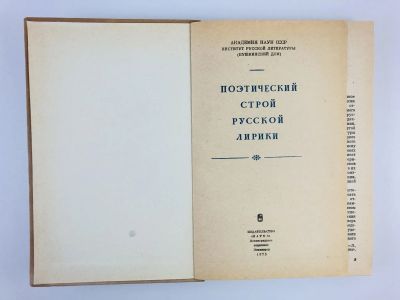 АКАДЕМИЯ НАУК СССР
ИНСТИТУТ РУССКОЙ ЛИТЕРАТУРЫ
(ПУШКИНСКИЙ ДОМ)
ПОЭТИЧЕСКИЙ
СТРОЙ
РУССКОЙ
ЛИРИКИ
ИЗДАТЕЛЬСТВО
«НАУКА»
Ленинградское
отделение
Ленинград
1973